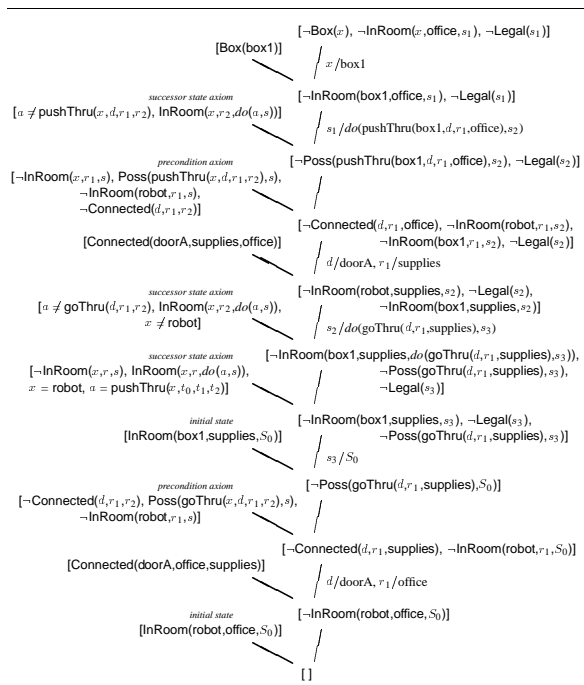 [¬Box(x), ¬InRoom(x,office,s₁), ¬Legal(s₁)]
[Box(box1)]
x/box1
[¬InRoom(box1,office,s₁), ¬Legal(s₁)]
successor state axiom
[a ≠ pushThru(x,d,r₁,r₂), InRoom(x,r₂,do(a,s))]
s₁/do(pushThru(box1,d,r₁,office),s₂)
[¬Poss(pushThru(box1,d,r₁,office),s₂), ¬Legal(s₂)]
precondition axiom
[¬InRoom(x,r₁,s), Poss(pushThru(x,d,r₁,r₂),s),
¬InRoom(robot,r₁,s),
¬Connected(d,r₁,r₂)]
[¬Connected(d,r₁,office), ¬InRoom(robot,r₁,s₂),
¬InRoom(box1,r₁,s₂), ¬Legal(s₂)]
[Connected(doorA,supplies,office)]
d/doorA, r₁/supplies
[¬InRoom(robot,supplies,s₂), ¬Legal(s₂),
¬InRoom(box1,supplies,s₂)]
successor state axiom
[a ≠ goThru(d,r₁,r₂), InRoom(x,r₂,do(a,s)),
x ≠ robot]
s₂/do(goThru(d,r₁,supplies),s₃)
[¬InRoom(box1,supplies,do(goThru(d,r₁,supplies),s₃)),
¬Poss(goThru(d,r₁,supplies),s₃),
¬Legal(s₃)]
successor state axiom
[¬InRoom(x,r,s), InRoom(x,r,do(a,s)),
x = robot, a = pushThru(x,t₀,t₁,t₂)]
[¬InRoom(box1,supplies,s₃), ¬Legal(s₃),
¬Poss(goThru(d,r₁,supplies),s₃)]
initial state
[InRoom(box1,supplies,S₀)]
s₃/S₀
[¬Poss(goThru(d,r₁,supplies),S₀)]
precondition axiom
[¬Connected(d,r₁,r₂), Poss(goThru(x,d,r₁,r₂),s),
¬InRoom(robot,r₁,s)]
[¬Connected(d,r₁,supplies), ¬InRoom(robot,r₁,S₀)]
[Connected(doorA,office,supplies)]
d/doorA, r₁/office
[¬InRoom(robot,office,S₀)]
initial state
[InRoom(robot,office,S₀)]
[ ]